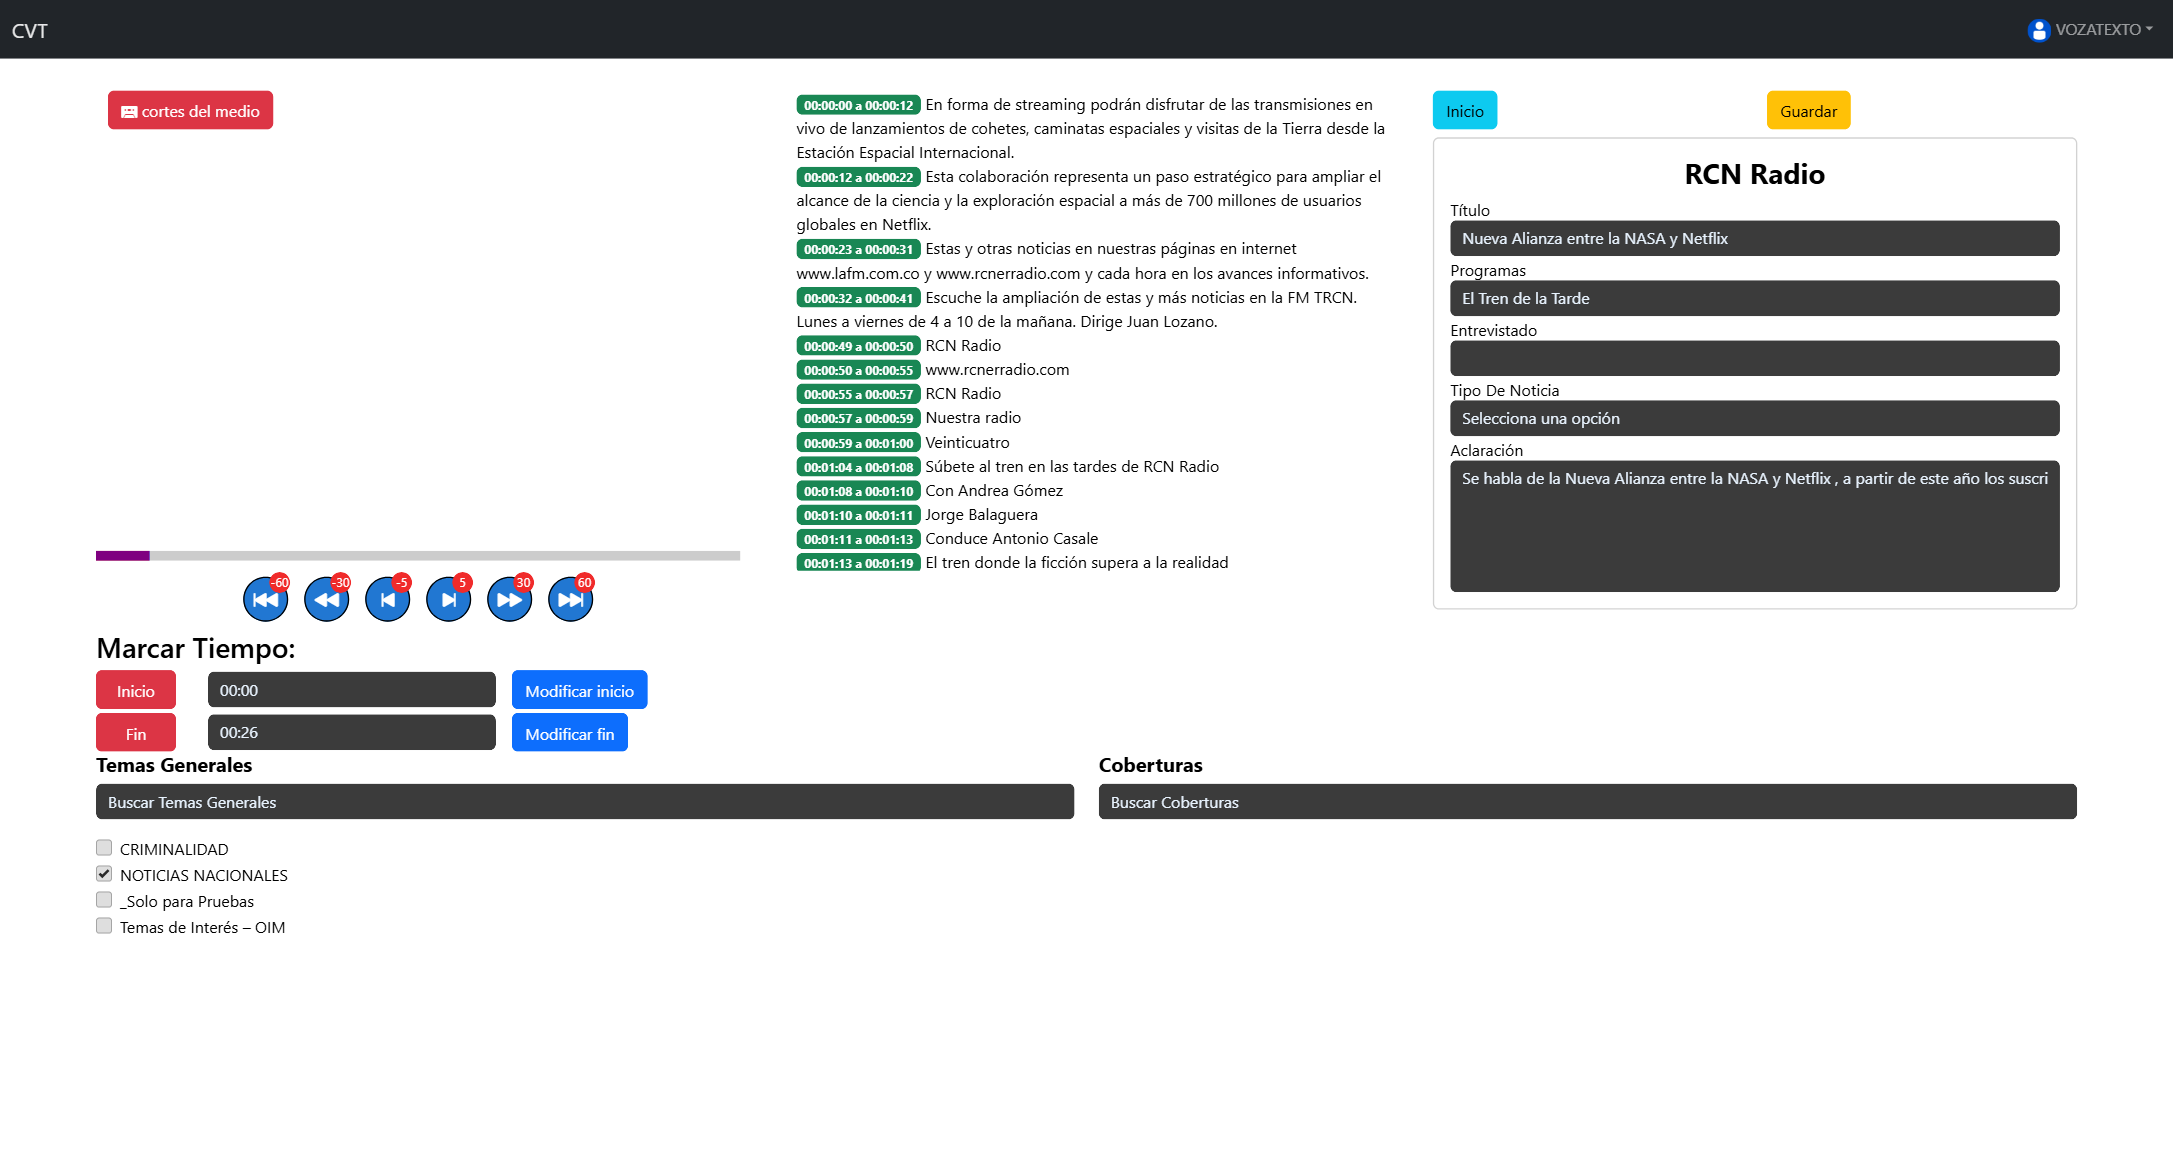 CVT
VOZATEXTO
cortes del medio
-60
-30
-5
5
30
60
Marcar Tiempo:
Inicio
00:00
Modificar inicio
Fin
00:26
Modificar fin
00:00:00 a 00:00:12 En forma de streaming podrán disfrutar de las transmisiones en
vivo de lanzamientos de cohetes, caminatas espaciales y visitas de la Tierra desde la
Estación Espacial Internacional.
00:00:12 a 00:00:22 Esta colaboración representa un paso estratégico para ampliar el
alcance de la ciencia y la exploración espacial a más de 700 millones de usuarios
globales en Netflix.
00:00:23 a 00:00:31 Estas y otras noticias en nuestras páginas en internet
www.lafm.com.co y www.rcnerradio.com y cada hora en los avances informativos.
00:00:32 a 00:00:41 Escuche la ampliación de estas y más noticias en la FM TRCN.
Lunes a viernes de 4 a 10 de la mañana. Dirige Juan Lozano.
00:00:49 a 00:00:50 RCN Radio
00:00:50 a 00:00:55 www.rcnerradio.com
00:00:55 a 00:00:57 RCN Radio
00:00:57 a 00:00:59 Nuestra radio
00:00:59 a 00:01:00 Veinticuatro
00:01:04 a 00:01:08 Súbete al tren en las tardes de RCN Radio
00:01:08 a 00:01:10 Con Andrea Gómez
00:01:10 a 00:01:11 Jorge Balaguera
00:01:11 a 00:01:13 Conduce Antonio Casale
00:01:13 a 00:01:19 El tren donde la ficción supera a la realidad
Inicio
Guardar
RCN Radio
Título
Nueva Alianza entre la NASA y Netflix
Programas
El Tren de la Tarde
Entrevistado
Tipo De Noticia
Selecciona una opción
Aclaración
Se habla de la Nueva Alianza entre la NASA y Netflix , a partir de este año los suscri
Temas Generales
Buscar Temas Generales
CRIMINALIDAD
NOTICIAS NACIONALES
_Solo para Pruebas
Temas de Interés – OIM
Coberturas
Buscar Coberturas